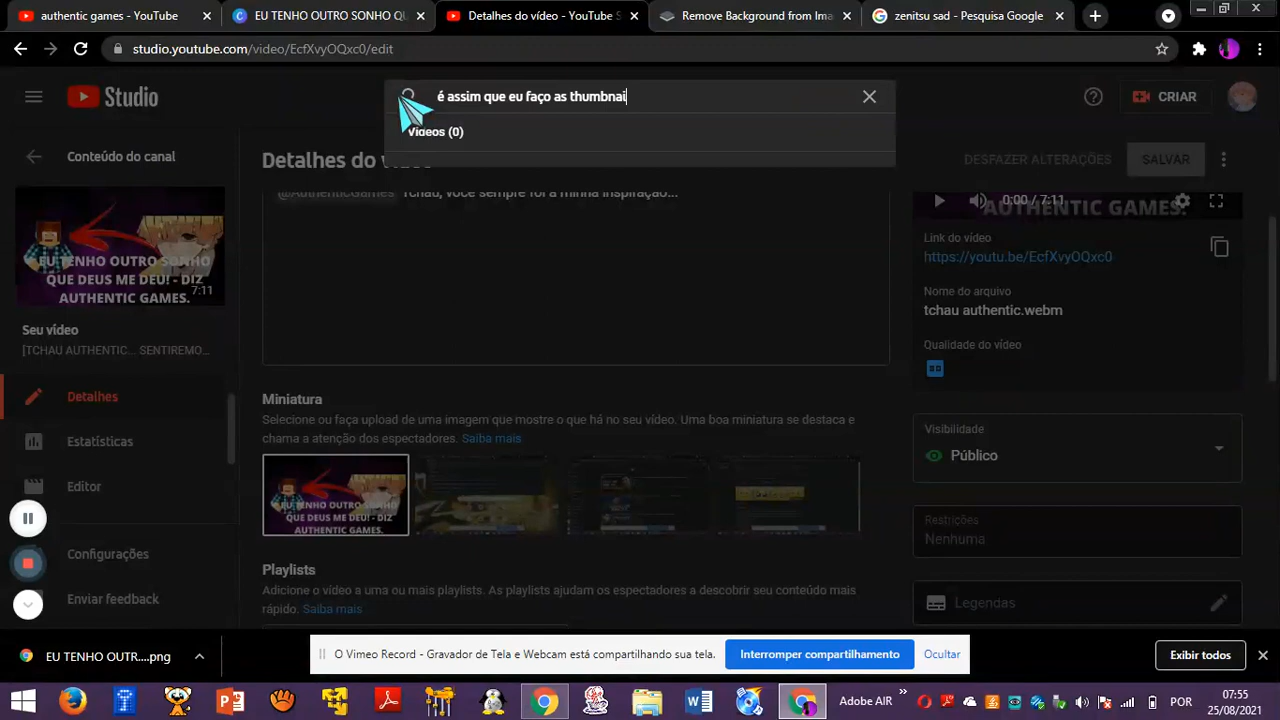 authentic games - YouTube
EU TENHO OUTRO SONHO QU
Detalhes do vídeo - YouTube S
Remove Background from Ima
zenitsu sad - Pesquisa Google
studio.youtube.com/video/EcfXvyOQxc0/edit
Studio
é assim que eu faço as thumbnai
CRIAR
Vídeos (0)
Conteúdo do canal
Detalhes do v
DESFAZER ALTERAÇÕES
SALVAR
@AuthenticGames Tchau, você sempre foi a minha inspiração...
0:00 / 7:11
AUTHENTIC GAMES.
EU TENHO OUTRO SONHO
QUE DEUS ME DEU! - DIZ
AUTHENTIC GAMES.
7:11
Link do vídeo
https://youtu.be/EcfXvyOQxc0
Nome do arquivo
tchau authentic.webm
Seu vídeo
[TCHAU AUTHENTIC... SENTIREMO...
Qualidade do vídeo
Detalhes
Miniatura
Selecione ou faça upload de uma imagem que mostre o que há no seu vídeo. Uma boa miniatura se destaca e
chama a atenção dos espectadores. Saiba mais
Estatísticas
Visibilidade
Público
Editor
EU TENHO OUTRO SONHO
QUE DEUS ME DEU! - DIZ
AUTHENTIC GAMES.
Restrições
Nenhuma
Configurações
Playlists
Adicione o vídeo a uma ou mais playlists. As playlists ajudam os espectadores a descobrir seu conteúdo mais
rápido. Saiba mais
Enviar feedback
Legendas
EU TENHO OUTR....png
O Vimeo Record - Gravador de Tela e Webcam está compartilhando sua tela.
Interromper compartilhamento
Ocultar
Exibir todos
Adobe AIR
POR
07:55
25/08/2021